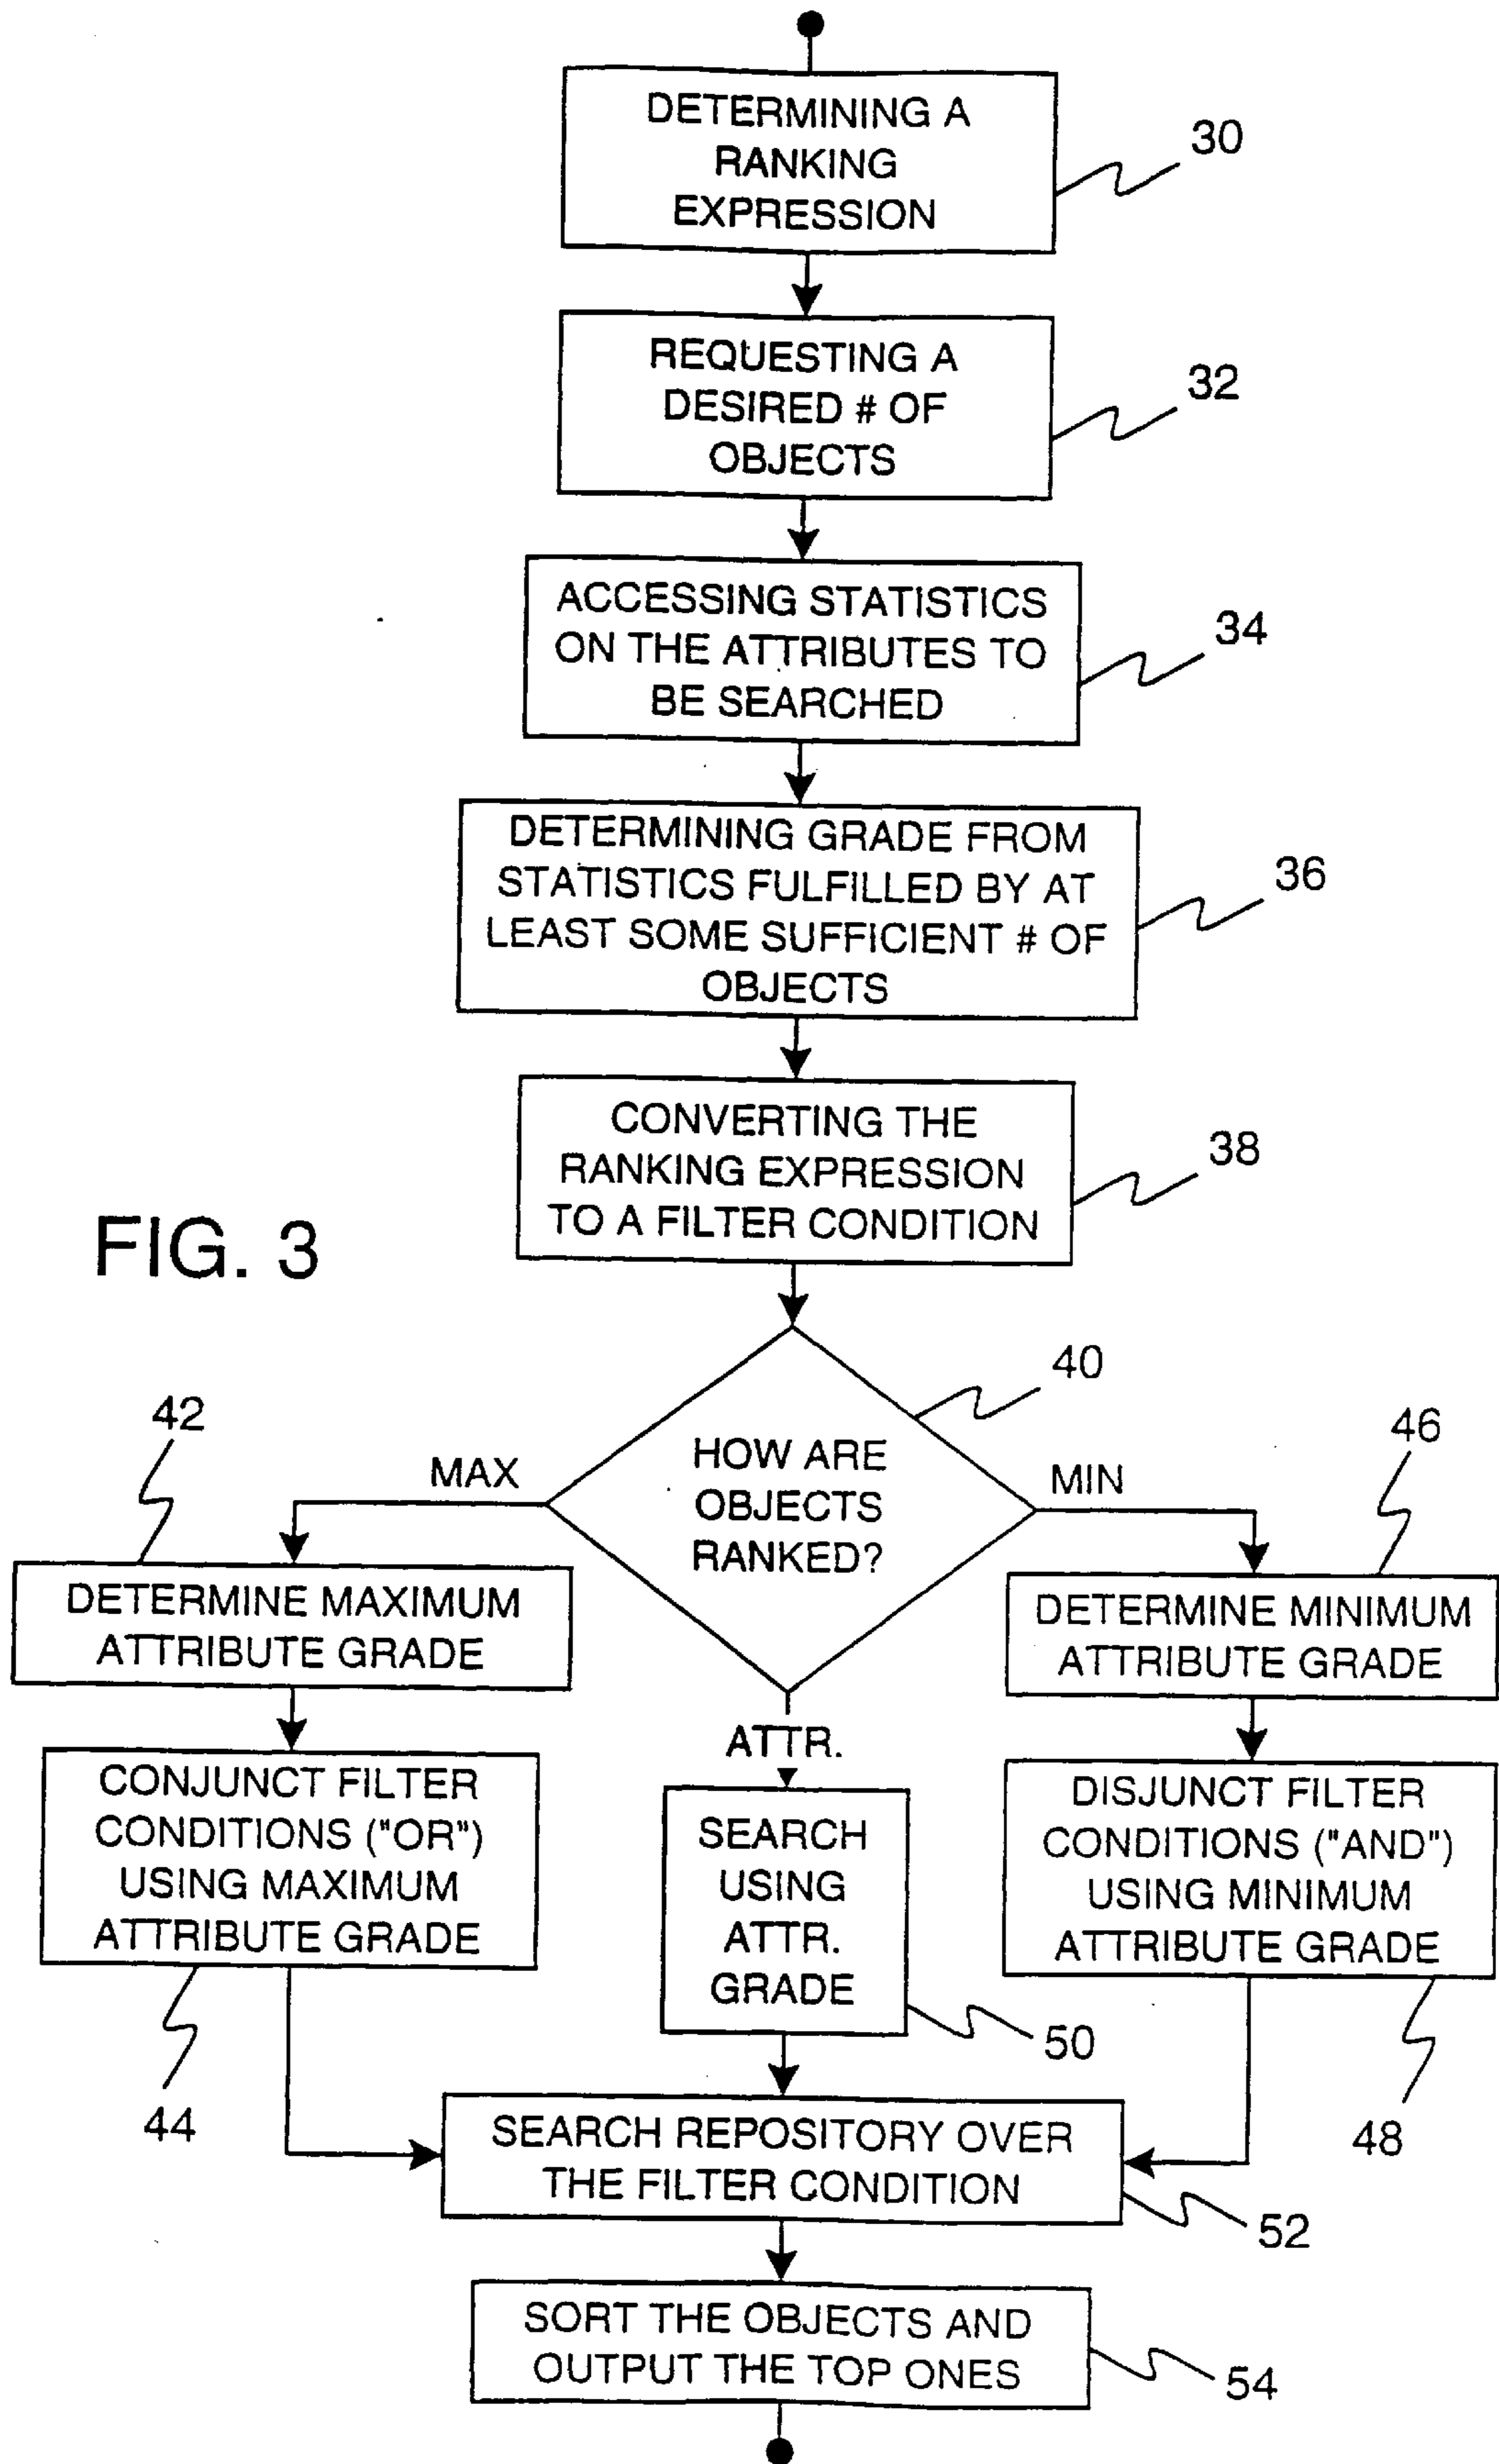 DETERMINING A
RANKING
EXPRESSION
30
REQUESTING A
DESIRED # OF
OBJECTS
32
ACCESSING STATISTICS
ON THE ATTRIBUTES TO
BE SEARCHED
34
DETERMINING GRADE FROM
STATISTICS FULFILLED BY AT
LEAST SOME SUFFICIENT # OF
OBJECTS
36
CONVERTING THE
RANKING EXPRESSION
TO A FILTER CONDITION
38
FIG. 3
HOW ARE
OBJECTS
RANKED?
40
MAX
42
DETERMINE MAXIMUM
ATTRIBUTE GRADE
CONJUNCT FILTER
CONDITIONS ("OR")
USING MAXIMUM
ATTRIBUTE GRADE
44
ATTR.
SEARCH
USING
ATTR.
GRADE
50
MIN
46
DETERMINE MINIMUM
ATTRIBUTE GRADE
DISJUNCT FILTER
CONDITIONS ("AND")
USING MINIMUM
ATTRIBUTE GRADE
48
SEARCH REPOSITORY OVER
THE FILTER CONDITION
52
SORT THE OBJECTS AND
OUTPUT THE TOP ONES
54